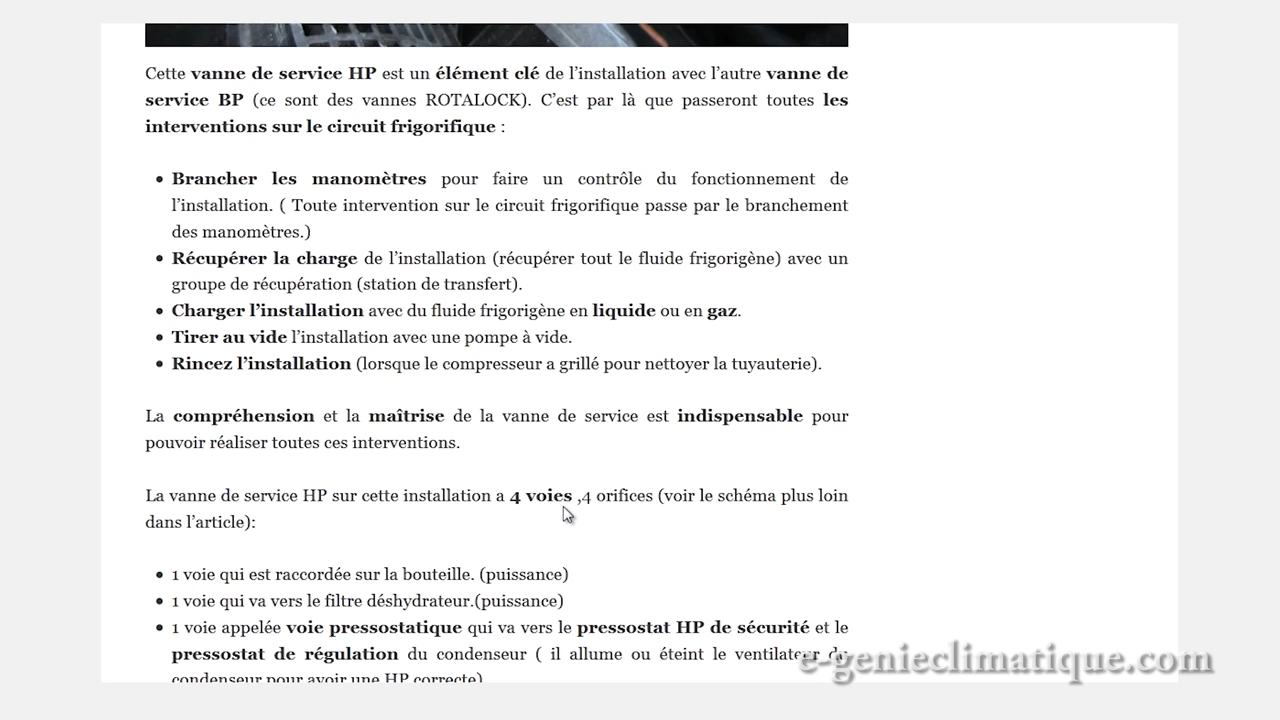 Cette vanne de service HP est un élément clé de l'installation avec l'autre vanne de
service BP (ce sont des vannes ROTALOCK). C'est par là que passeront toutes les
interventions sur le circuit frigorifique :
• Brancher les manomètres pour faire un contrôle du fonctionnement de
l'installation. ( Toute intervention sur le circuit frigorifique passe par le branchement
des manomètres.)
• Récupérer la charge de l'installation (récupérer tout le fluide frigorigène) avec un
groupe de récupération (station de transfert).
• Charger l'installation avec du fluide frigorigène en liquide ou en gaz.
• Tirer au vide l'installation avec une pompe à vide.
• Rincez l'installation (lorsque le compresseur a grillé pour nettoyer la tuyauterie).
La compréhension et la maîtrise de la vanne de service est indispensable pour
pouvoir réaliser toutes ces interventions.
La vanne de service HP sur cette installation a 4 voies ,4 orifices (voir le schéma plus loin
dans l'article):
• 1 voie qui est raccordée sur la bouteille. (puissance)
• 1 voie qui va vers le filtre déshydrateur.(puissance)
• 1 voie appelée voie pressostatique qui va vers le pressostat HP de sécurité et le
pressostat de régulation du condenseur ( il allume ou éteint le ventilateur du
condenseur pour avoir une HP correcte)
e-genieclimatique.com